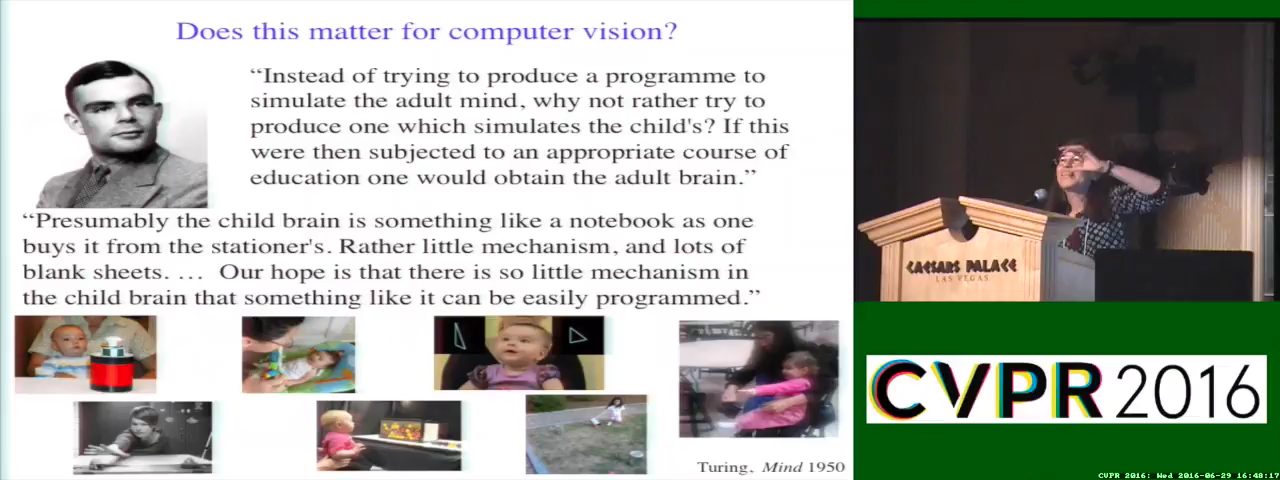 Does this matter for computer vision?
“Instead of trying to produce a programme to
simulate the adult mind, why not rather try to
produce one which simulates the child's? If this
were then subjected to an appropriate course of
education one would obtain the adult brain.”
“Presumably the child brain is something like a notebook as one
buys it from the stationer's. Rather little mechanism, and lots of
blank sheets. … Our hope is that there is so little mechanism in
the child brain that something like it can be easily programmed.”
Turing, Mind 1950
CAESARS PALACE
LAS VEGAS
CVPR 2016
CVPR 2016: Wed 2016-06-29 16:48:17